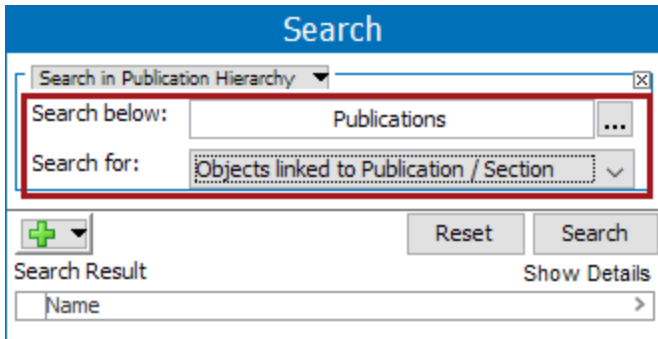 Search
Search in Publication Hierarchy
Search below: Publications ...
Search for: Objects linked to Publication / Section
Reset Search
Search Result Show Details
Name >